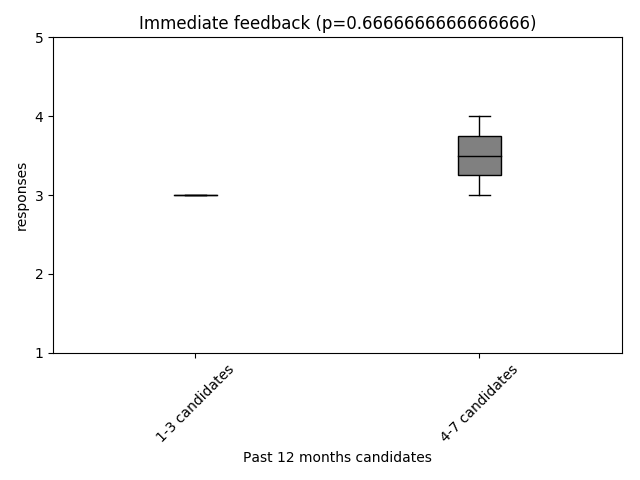 Immediate feedback (p=0.6666666666666666)
5
4
3
2
1
responses
1-3 candidates
4-7 candidates
Past 12 months candidates